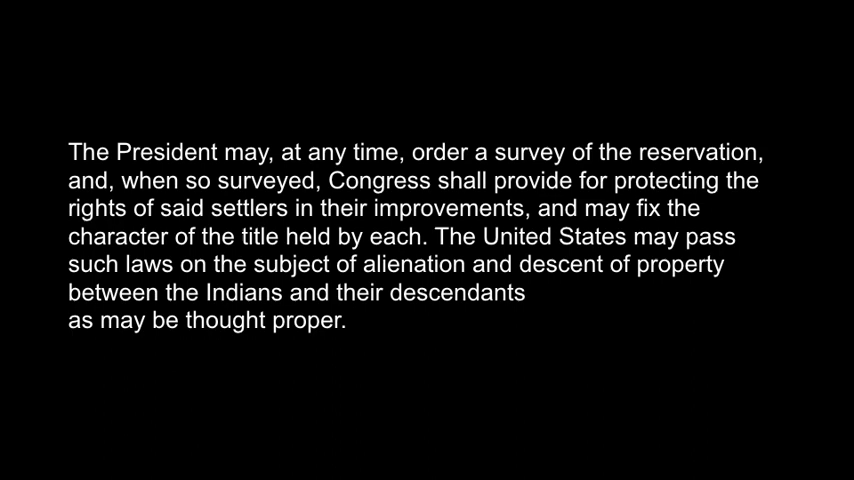 The President may, at any time, order a survey of the reservation,
and, when so surveyed, Congress shall provide for protecting the
rights of said settlers in their improvements, and may fix the
character of the title held by each. The United States may pass
such laws on the subject of alienation and descent of property
between the Indians and their descendants
as may be thought proper.